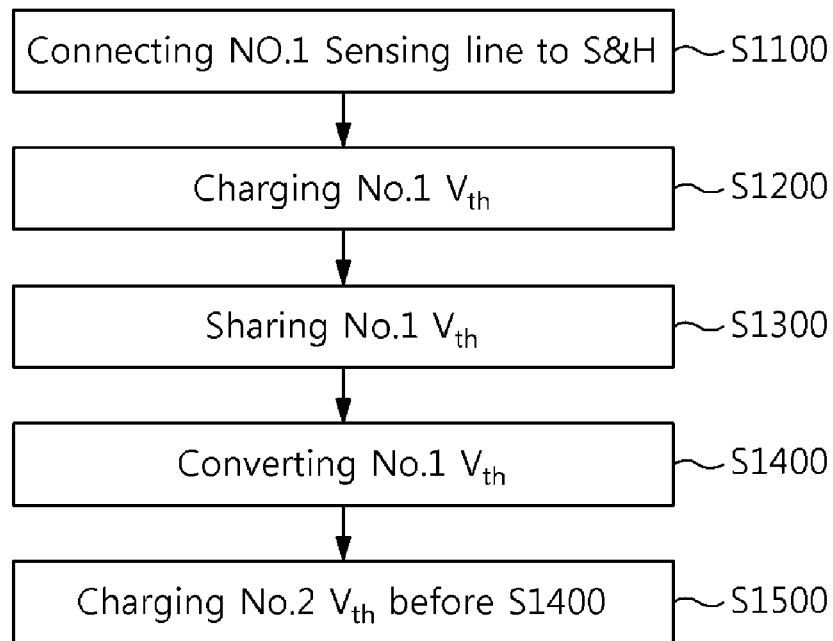 Connecting NO.1 Sensing line to S&H S1100
Charging No.1 Vth S1200
Sharing No.1 Vth S1300
Converting No.1 Vth S1400
Charging No.2 Vth before S1400 S1500